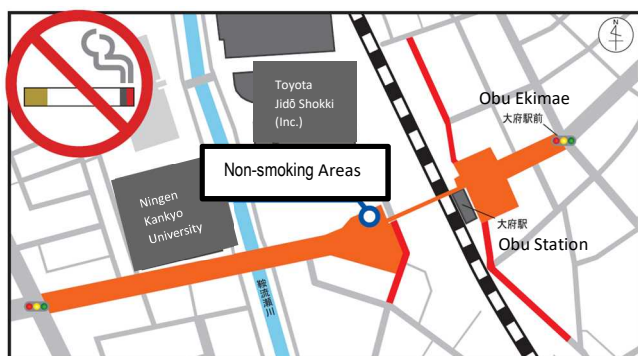 N
Toyota
Jidō Shokki
(Inc.)
Obu Ekimae
大府駅前
Non-smoking Areas
Ningen
Kankyo
University
大府駅
Obu Station
鞍流瀬川